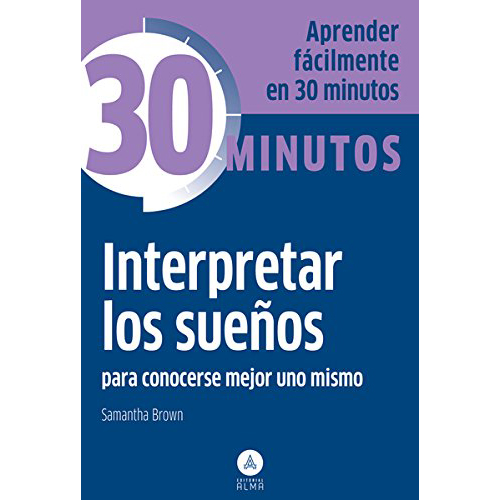 Aprender
fácilmente
en 30 minutos
30 MINUTOS
Interpretar
los sueños
para conocerse mejor uno mismo
Samantha Brown
EDITORIAL
ALMA